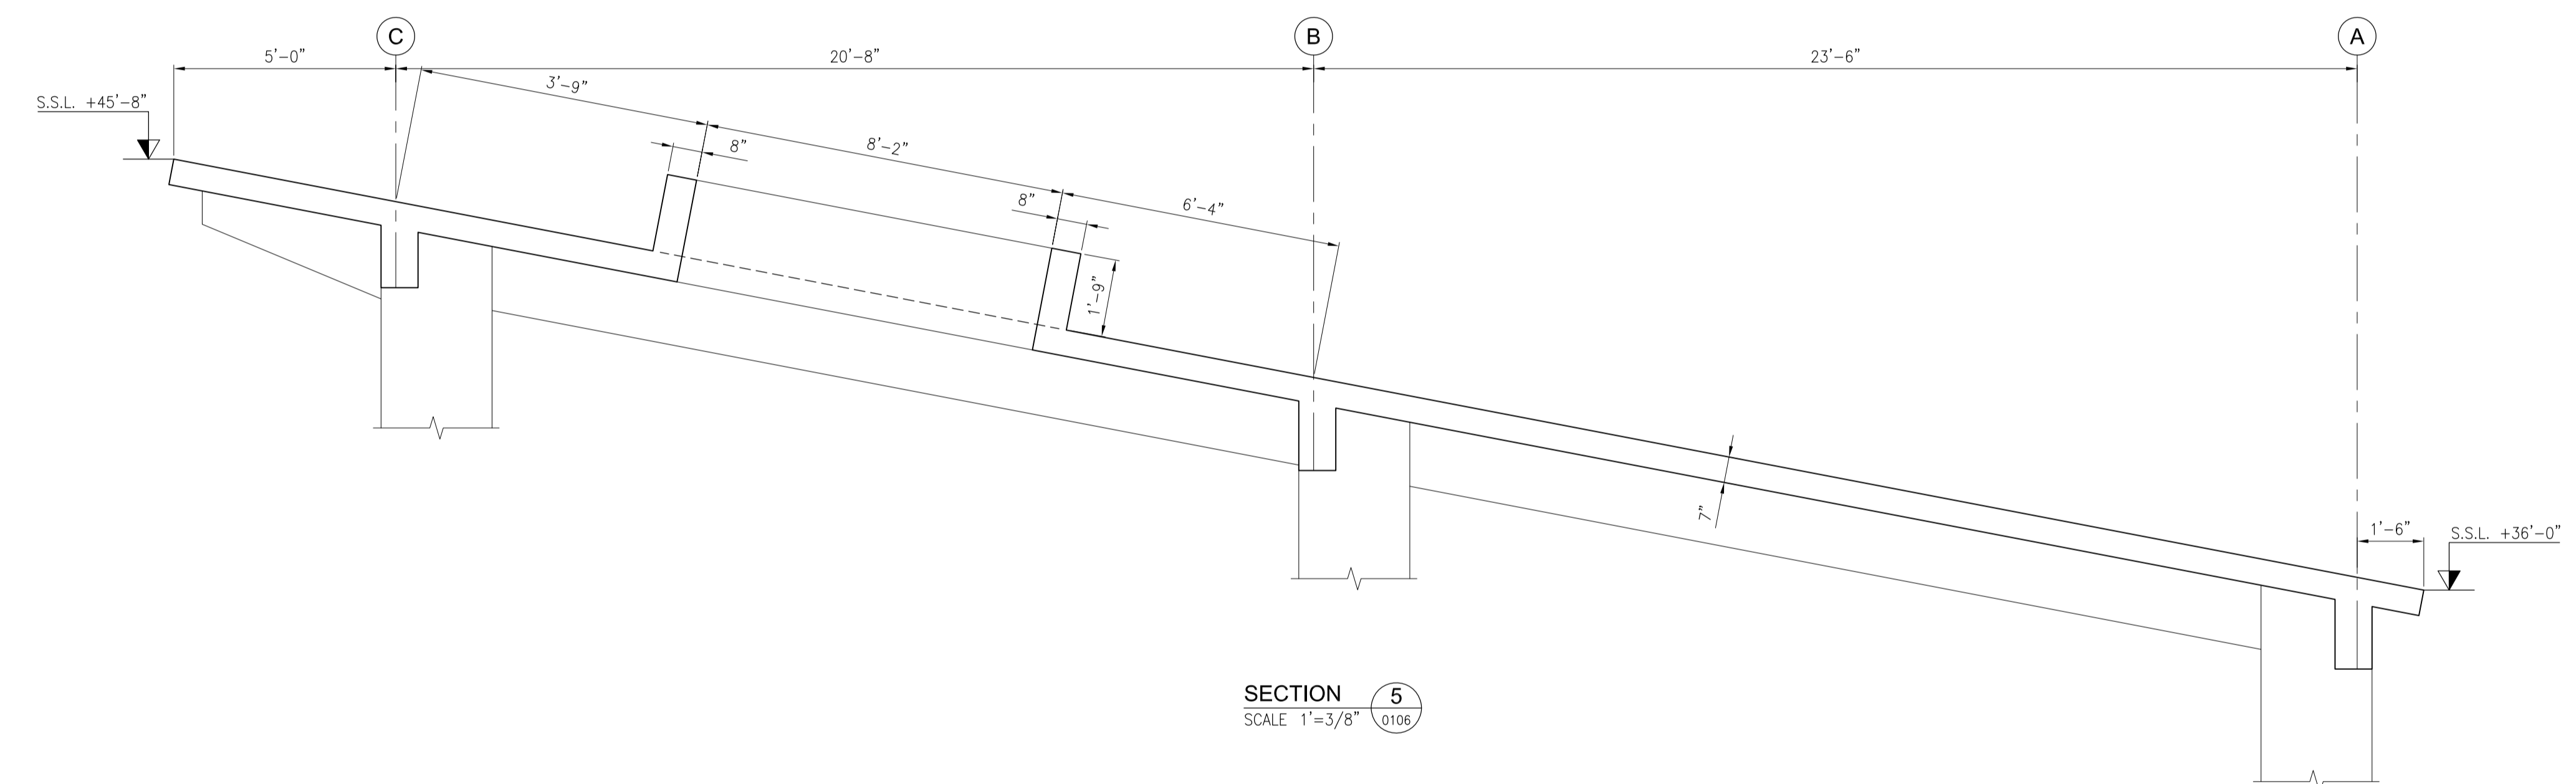 C
B
A
5'-0"
20'-8"
23'-6"
3'-9"
S.S.L. +45'-8"
8"
8'-2"
8"
6'-4"
1'-9"
7"
1'-6"
S.S.L. +36'-0"
SECTION 5
SCALE 1'=3/8" 0106